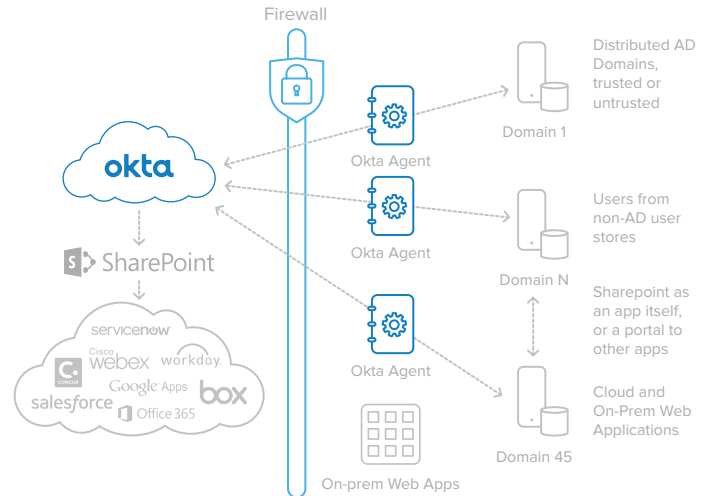 Firewall
okta
SharePoint
servicenow
Cisco
webex
workday.
C.
CONCUR
Google Apps
box
salesforce
Office 365
Okta Agent
Okta Agent
Okta Agent
On-prem Web Apps
Domain 1
Domain N
Domain 45
Distributed AD
Domains,
trusted or
untrusted
Users from
non-AD user
stores
Sharepoint as
an app itself,
or a portal to
other apps
Cloud and
On-Prem Web
Applications